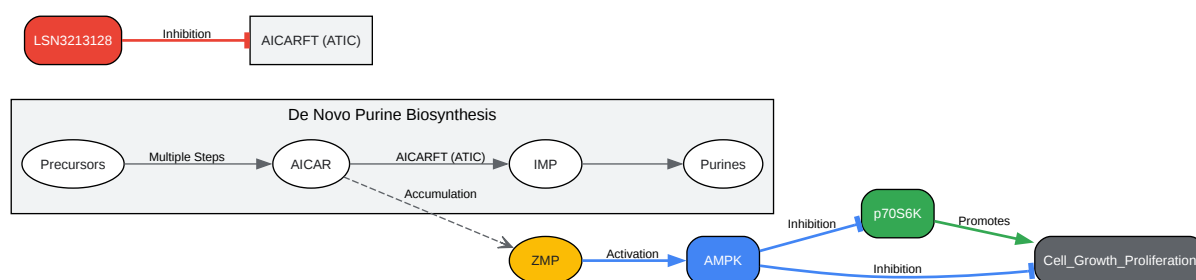 LSN3213128
Inhibition
AICARFT (ATIC)
De Novo Purine Biosynthesis
Precursors
Multiple Steps
AICAR
AICARFT (ATIC)
IMP
Purines
Accumulation
ZMP
Activation
AMPK
Inhibition
p70S6K
Promotes
Inhibition
Cell_Growth_Proliferation